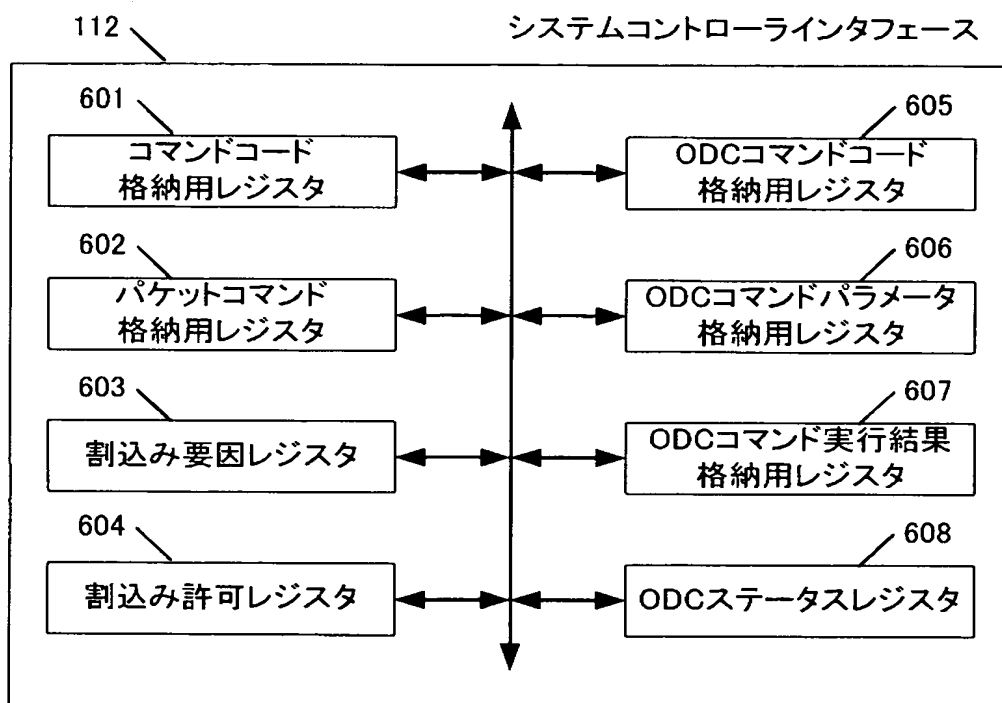 112
システムコントローラインタフェース
601
コマンドコード
格納用レジスタ
605
ODCコマンドコード
格納用レジスタ
602
パケットコマンド
格納用レジスタ
606
ODCコマンドパラメータ
格納用レジスタ
603
割込み要因レジスタ
607
ODCコマンド実行結果
格納用レジスタ
604
割込み許可レジスタ
608
ODCステータスレジスタ